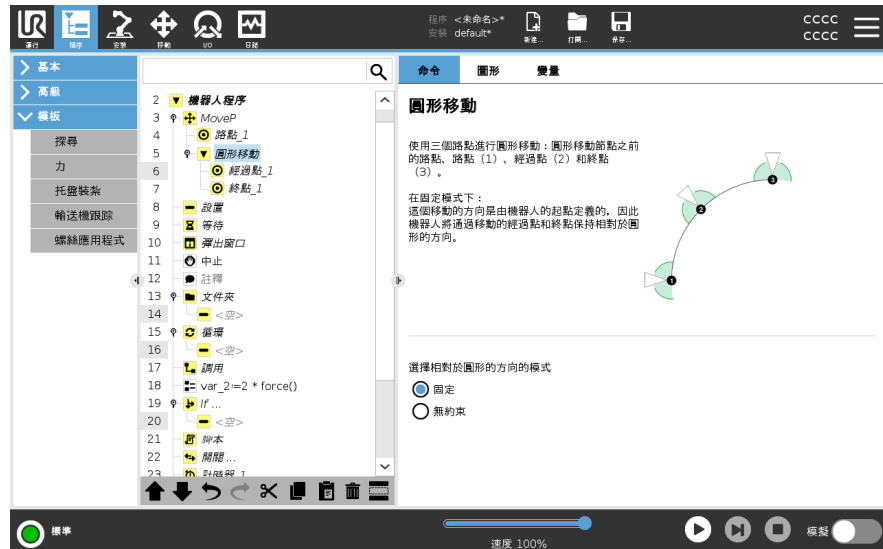 UR
運行
程序
安裝
移動
I/O
日誌
程序 <未命名>*
安裝 default*
新建...
打開...
保存...
CCCC
CCCC
基本
高級
模板
探尋
力
托盤裝紮
輸送機跟踪
螺絲應用程式
2 機器人程序
3 MoveP
4 路點_1
5 圓形移動
6 經過點_1
7 終點_1
8 設置
9 等待
10 彈出窗口
11 中止
12 註釋
13 文件夾
14 <空>
15 循環
16 <空>
17 調用
18 var_2:=2 * force()
19 If ...
20 <空>
21 腳本
22 開關...
23 計時器_1
命令 圖形 變量
圓形移動
使用三個路點進行圓形移動：圓形移動節點之前
的路點、路點（1）、經過點（2）和終點
（3）。
在固定模式下：
這個移動的方向是由機器人的起點定義的，因此
機器人將通過移動的經過點和終點保持相對於圓
形的方向。
1
2
3
選擇相對於圓形的方向的模式
固定
無約束
標準
速度 100%
模擬